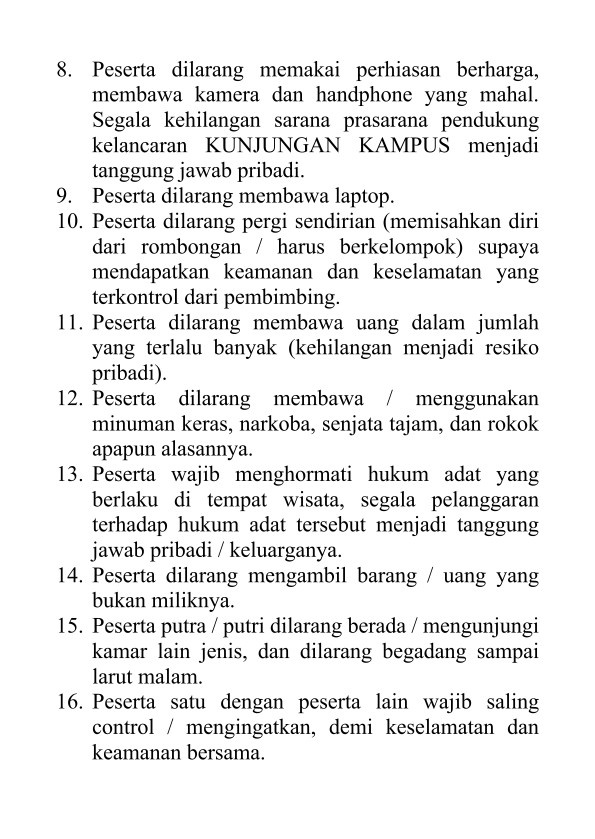 8. Peserta dilarang memakai perhiasan berharga,
membawa kamera dan handphone yang mahal.
Segala kehilangan sarana prasarana pendukung
kelancaran KUNJUNGAN KAMPUS menjadi
tanggung jawab pribadi.
9. Peserta dilarang membawa laptop.
10. Peserta dilarang pergi sendirian (memisahkan diri
dari rombongan / harus berkelompok) supaya
mendapatkan keamanan dan keselamatan yang
terkontrol dari pembimbing.
11. Peserta dilarang membawa uang dalam jumlah
yang terlalu banyak (kehilangan menjadi resiko
pribadi).
12. Peserta dilarang membawa / menggunakan
minuman keras, narkoba, senjata tajam, dan rokok
apapun alasannya.
13. Peserta wajib menghormati hukum adat yang
berlaku di tempat wisata, segala pelanggaran
terhadap hukum adat tersebut menjadi tanggung
jawab pribadi / keluarganya.
14. Peserta dilarang mengambil barang / uang yang
bukan miliknya.
15. Peserta putra / putri dilarang berada / mengunjungi
kamar lain jenis, dan dilarang begadang sampai
larut malam.
16. Peserta satu dengan peserta lain wajib saling
control / mengingatkan, demi keselamatan dan
keamanan bersama.